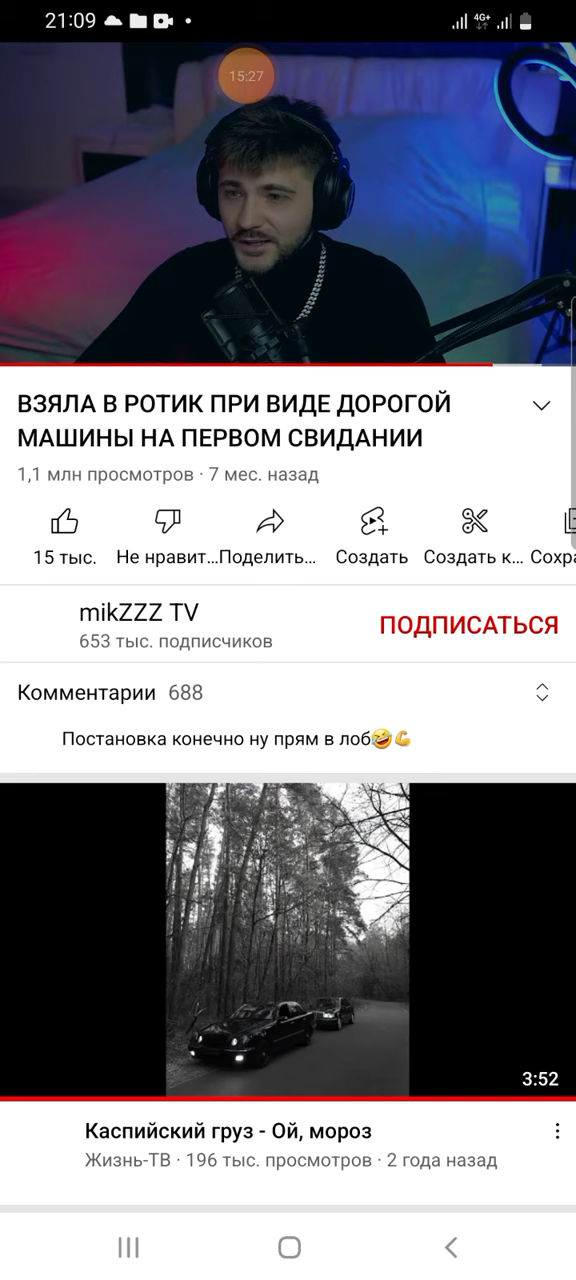 21:09
4G+
15:27
ВЗЯЛА В РОТИК ПРИ ВИДЕ ДОРОГОЙ
МАШИНЫ НА ПЕРВОМ СВИДАНИИ
1,1 млн просмотров · 7 мес. назад
15 тыс. Не нравит... Поделить... Создать Создать к... Сохра
mikZZZ TV
653 тыс. подписчиков
ПОДПИСАТЬСЯ
Комментарии 688
Постановка конечно ну прям в лоб🤣💪
3:52
Каспийский груз - Ой, мороз
Жизнь-ТВ · 196 тыс. просмотров · 2 года назад